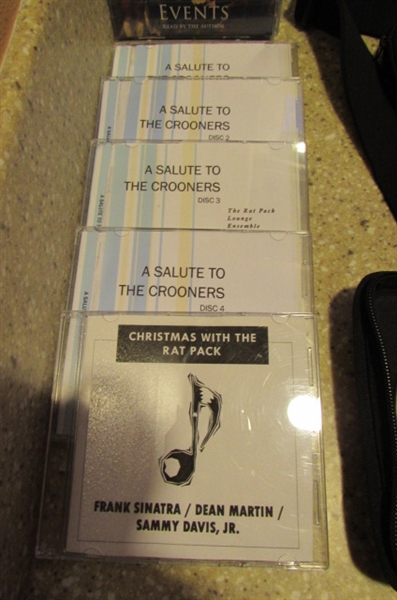 EVENTS
READ BY THE AUTHOR
A SALUTE TO
THE CROONERS
A SALUTE TO
THE CROONERS
DISC 2
A SALUTE TO
THE CROONERS
DISC 3
The Rat Pack
Lounge
Ensemble
A SALUTE TO
THE CROONERS
DISC 4
CHRISTMAS WITH THE
RAT PACK
FRANK SINATRA / DEAN MARTIN /
SAMMY DAVIS, JR.